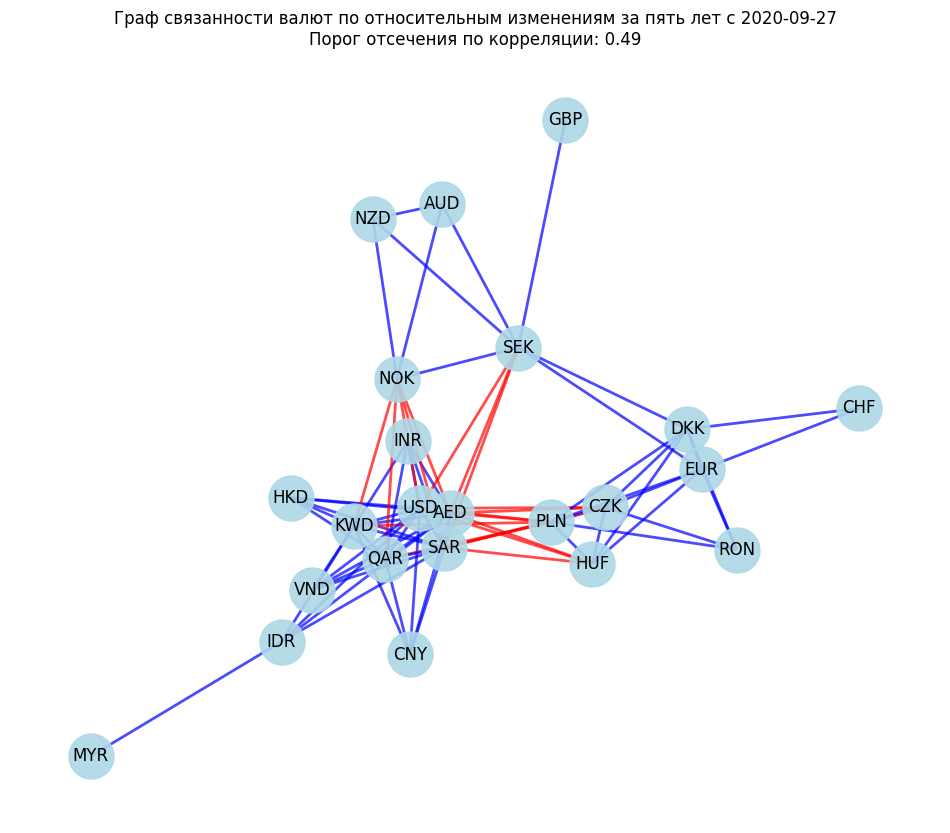 Граф связанности валют по относительным изменениям за пять лет с 2020-09-27
Порог отсечения по корреляции: 0.49
GBP
AUD
NZD
SEK
NOK
CHF
DKK
INR
EUR
HKD
USD
CZK
AED
PLN
KWD
SAR
RON
QAR
HUF
VND
IDR
CNY
MYR